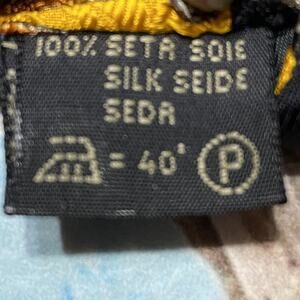 100% SETA SOIE
SILK SEIDE
SEDA
= 40° P